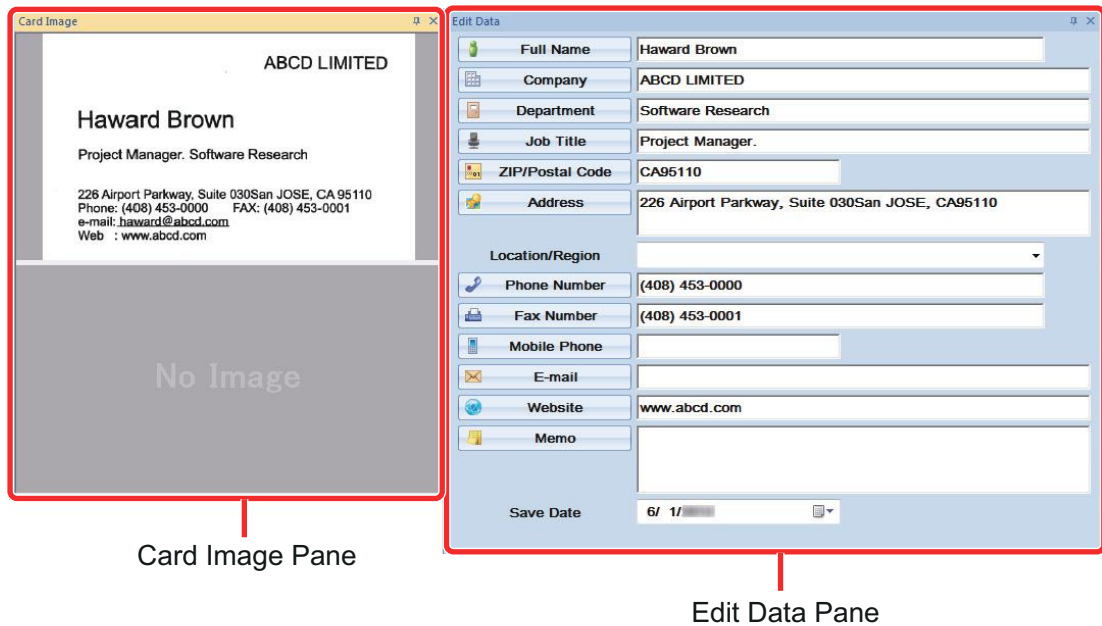 Card Image
ABCD LIMITED
Haward Brown
Project Manager. Software Research
226 Airport Parkway, Suite 030San JOSE, CA 95110
Phone: (408) 453-0000 FAX: (408) 453-0001
e-mail: haward@abcd.com
Web : www.abcd.com
No Image
Card Image Pane
Edit Data
Full Name Haward Brown
Company ABCD LIMITED
Department Software Research
Job Title Project Manager.
ZIP/Postal Code CA95110
Address 226 Airport Parkway, Suite 030San JOSE, CA95110
Location/Region
Phone Number (408) 453-0000
Fax Number (408) 453-0001
Mobile Phone
E-mail
Website www.abcd.com
Memo
Save Date 6/ 1/
Edit Data Pane